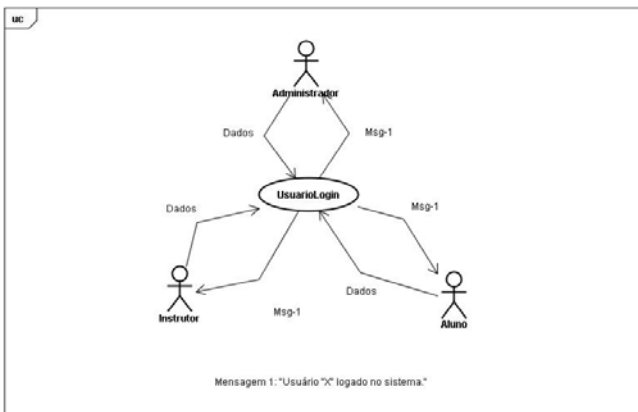 uc
Administrador
Dados
Msg-1
UsuarioLogin
Dados
Msg-1
Instrutor
Msg-1
Dados
Aluno
Mensagem 1: "Usuário "X" logado no sistema."